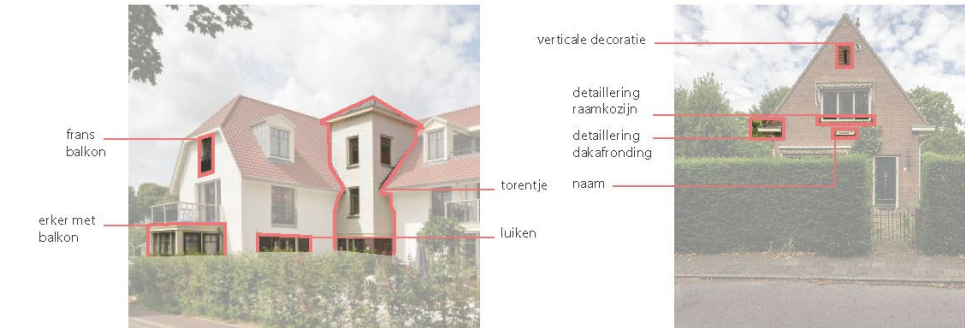 frans
balkon
erker met
balkon
torentje
luiken
verticale decoratie
detaillering
raamkozijn
detaillering
dakafronding
naam